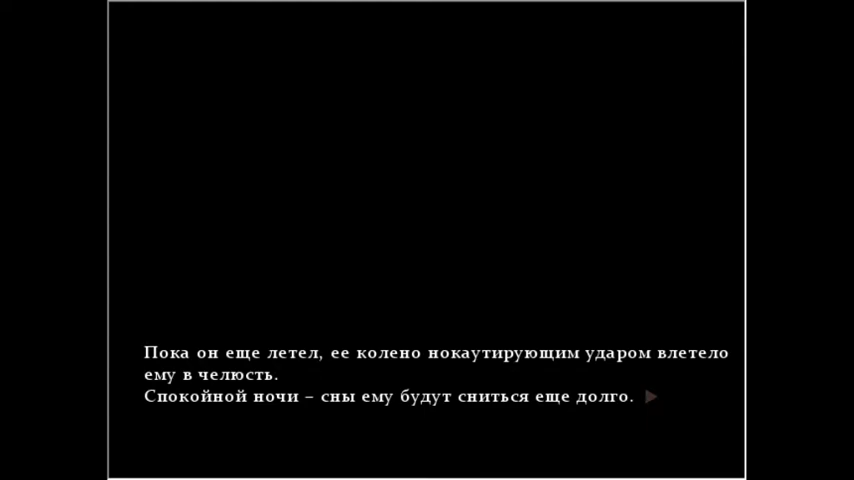 Пока он еще летел, ее колено нокаутирующим ударом влетело
ему в челюсть.
Спокойной ночи – сны ему будут сниться еще долго.